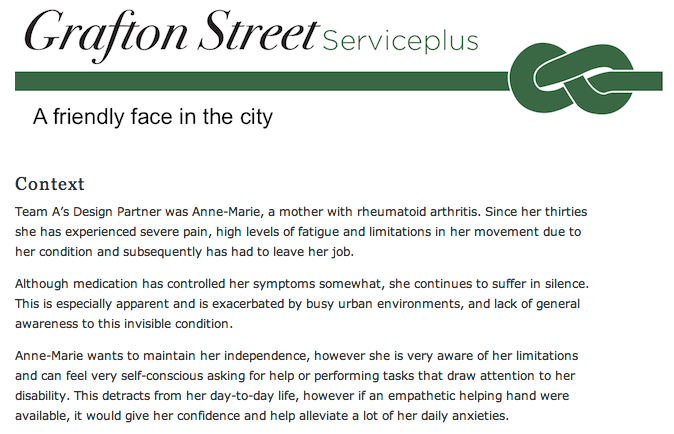 Grafton Street Serviceplus
A friendly face in the city
Context
Team A’s Design Partner was Anne-Marie, a mother with rheumatoid arthritis. Since her thirties
she has experienced severe pain, high levels of fatigue and limitations in her movement due to
her condition and subsequently has had to leave her job.
Although medication has controlled her symptoms somewhat, she continues to suffer in silence.
This is especially apparent and is exacerbated by busy urban environments, and lack of general
awareness to this invisible condition.
Anne-Marie wants to maintain her independence, however she is very aware of her limitations
and can feel very self-conscious asking for help or performing tasks that draw attention to her
disability. This detracts from her day-to-day life, however if an empathetic helping hand were
available, it would give her confidence and help alleviate a lot of her daily anxieties.